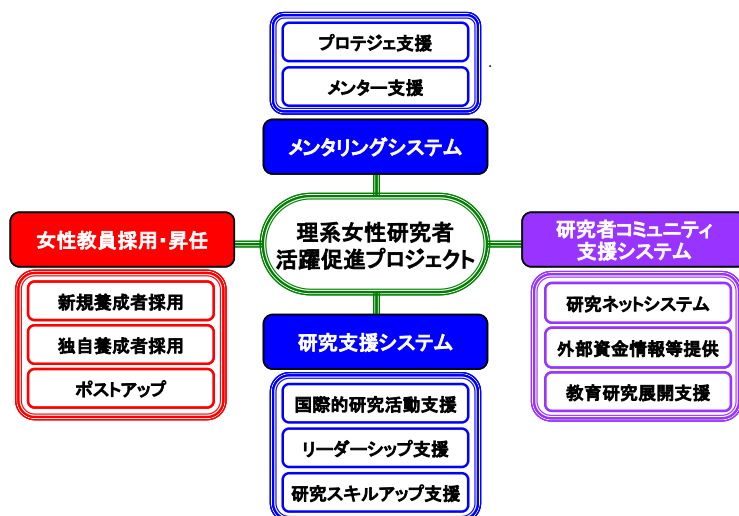 プロテジェ支援
メンター支援
メンタリングシステム
女性教員採用・昇任
新規養成者採用
独自養成者採用
ポストアップ
理系女性研究者
活躍促進プロジェクト
研究者コミュニティ
支援システム
研究ネットシステム
外部資金情報等提供
教育研究展開支援
研究支援システム
国際的研究活動支援
リーダーシップ支援
研究スキルアップ支援